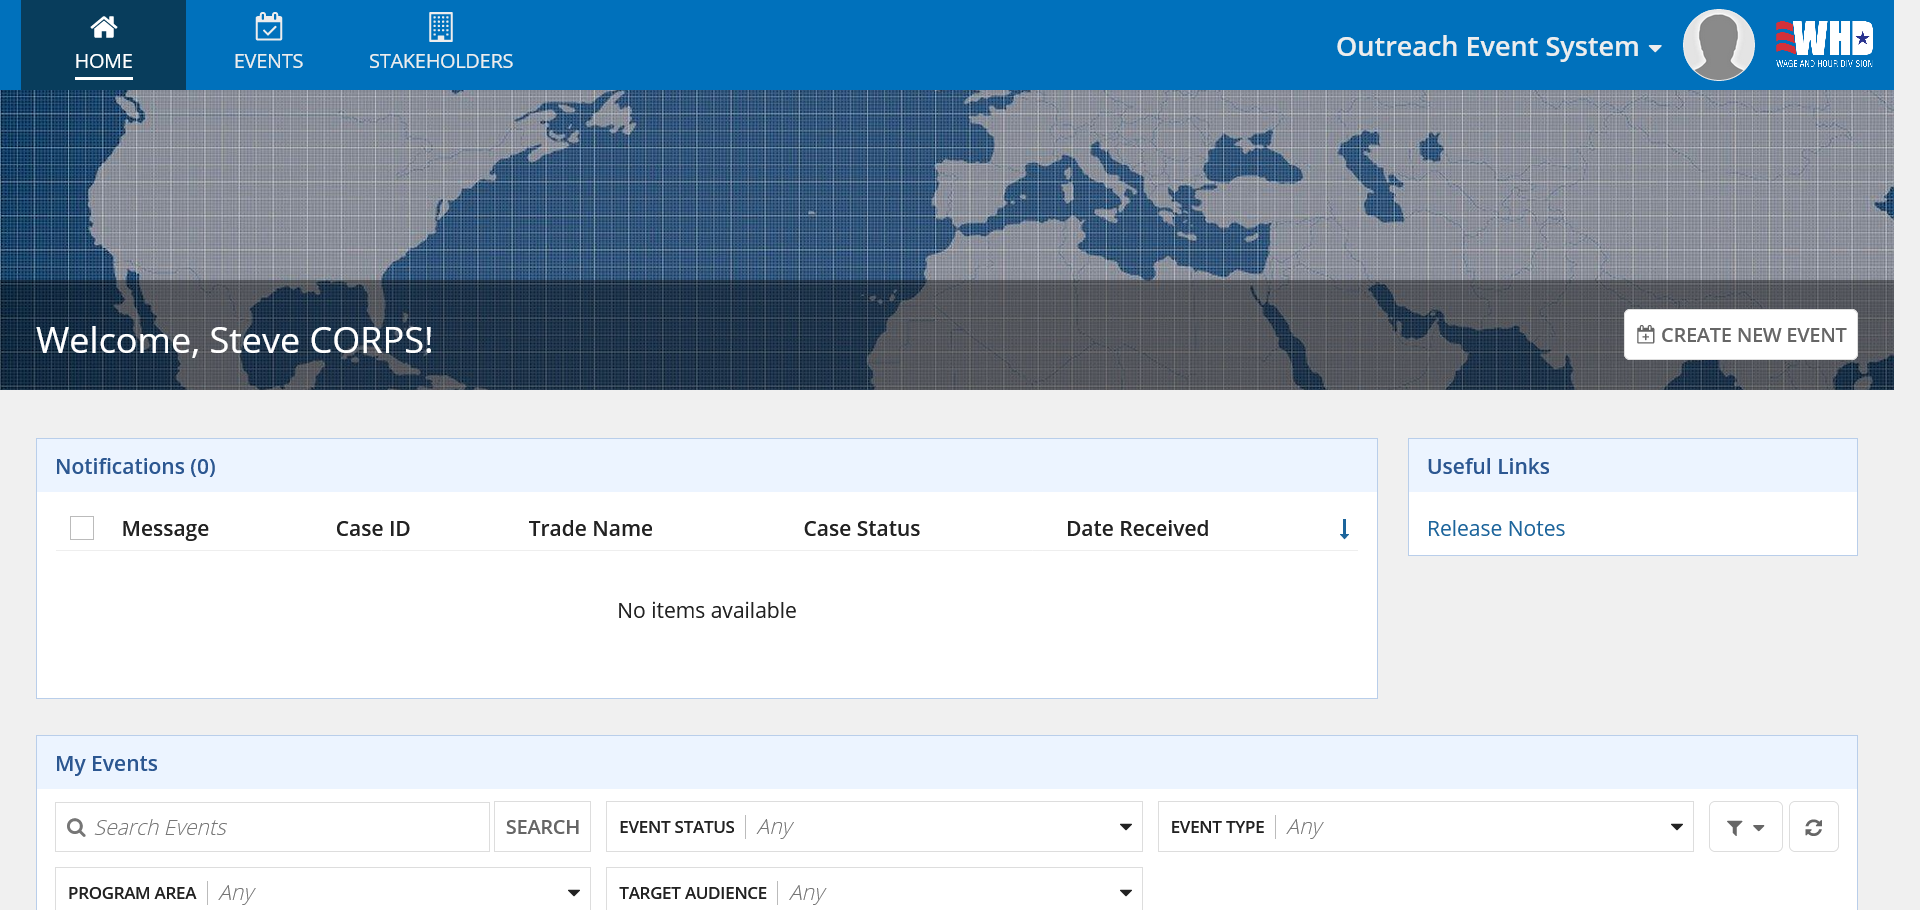 HOME
EVENTS
STAKEHOLDERS
Outreach Event System
WHD
WAGE AND HOUR DIVISION
Welcome, Steve CORPS!
CREATE NEW EVENT
Notifications (0)
Useful Links
Message Case ID Trade Name Case Status Date Received
Release Notes
No items available
My Events
Search Events SEARCH EVENT STATUS Any EVENT TYPE Any
PROGRAM AREA Any TARGET AUDIENCE Any